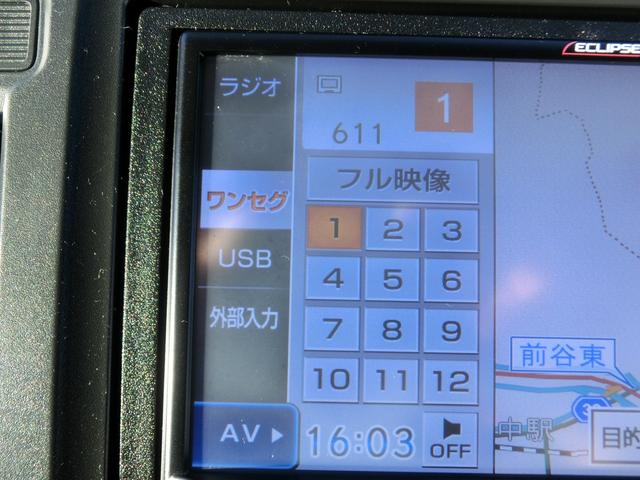 ECLIPSE
ラジオ
1
611
フル映像
ワンセグ
1 2 3
USB
4 5 6
外部入力
7 8 9
前谷東
10 11 12
AV
16:03
OFF
中駅
目的